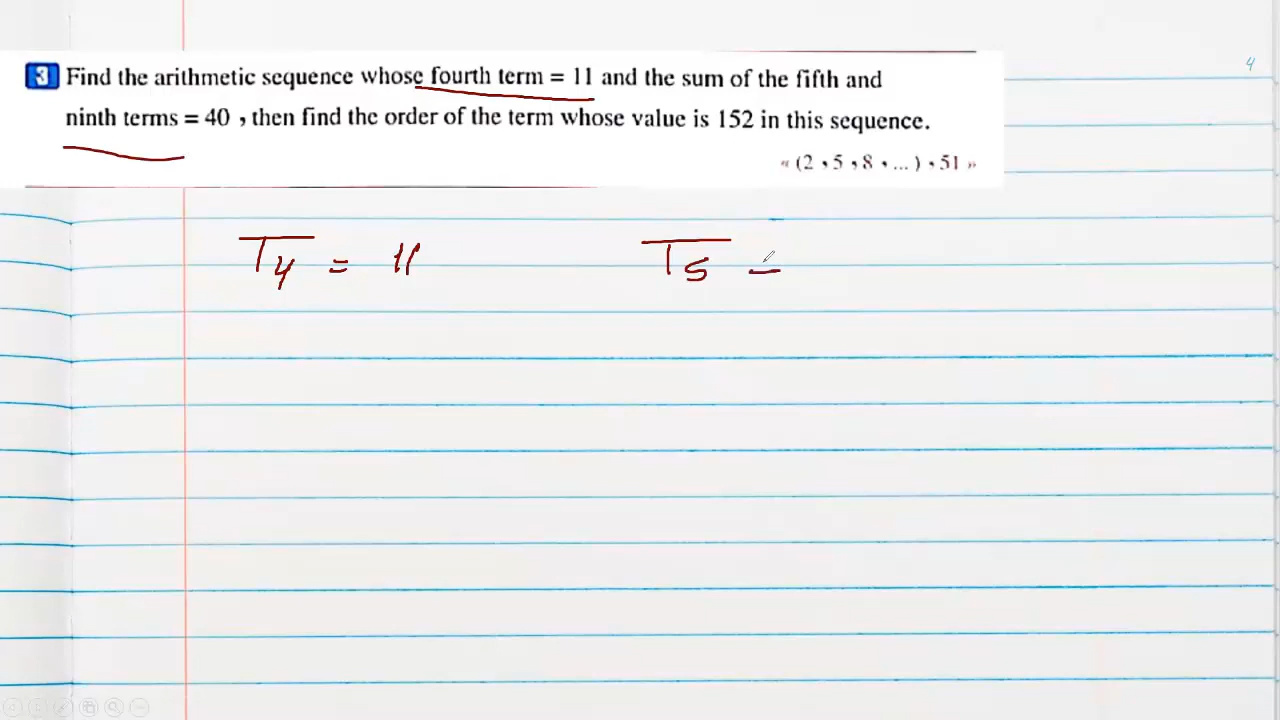 4
3 Find the arithmetic sequence whose fourth term = 11 and the sum of the fifth and
ninth terms = 40 , then find the order of the term whose value is 152 in this sequence.
« (2 , 5 , 8 , ... ) , 51 »
T4 = 11 T5 =